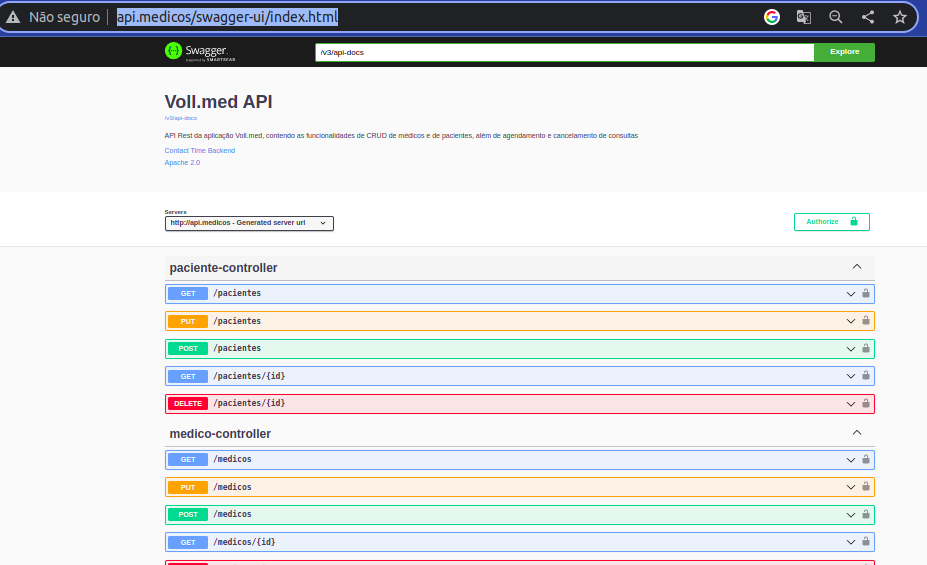 Não seguro
api.medicos/swagger-ui/index.html
Swagger.
Supported by SMARTBEAR
/v3/api-docs
Explore
Voll.med API
/v3/api-docs
API Rest da aplicação Voll.med, contendo as funcionalidades de CRUD de médicos e de pacientes, além de agendamento e cancelamento de consultas
Contact Time Backend
Apache 2.0
Servers
http://api.medicos - Generated server url
Authorize
paciente-controller
GET /pacientes
PUT /pacientes
POST /pacientes
GET /pacientes/{id}
DELETE /pacientes/{id}
medico-controller
GET /medicos
PUT /medicos
POST /medicos
GET /medicos/{id}